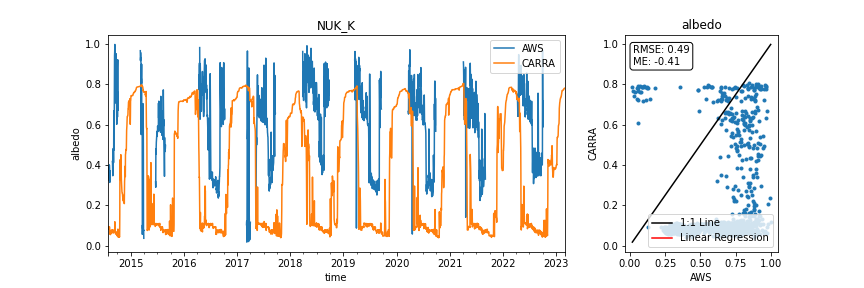 NUK_K
albedo
1.0
0.8
0.6
0.4
0.2
0.0
albedo
AWS
CARRA
2015 2016 2017 2018 2019 2020 2021 2022 2023
time
albedo
1.0
0.8
0.6
0.4
0.2
0.0
CARRA
RMSE: 0.49
ME: -0.41
1:1 Line
Linear Regression
0.00 0.25 0.50 0.75 1.00
AWS